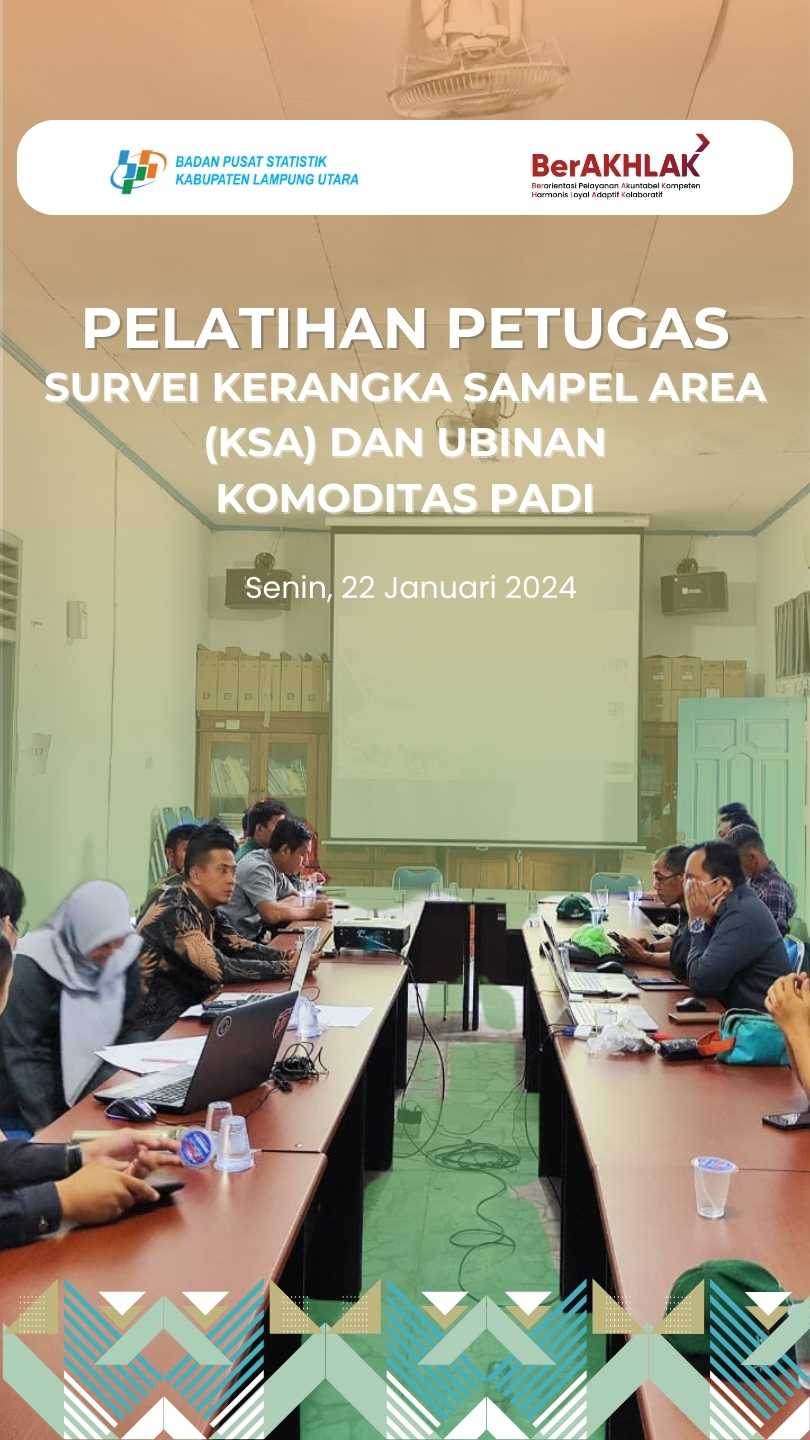 BADAN PUSAT STATISTIK
KABUPATEN LAMPUNG UTARA
BerAKHLAK
Berorientasi Pelayanan Akuntabel Kompeten
Harmonis Loyal Adaptif Kolaboratif
PELATIHAN PETUGAS
SURVEI KERANGKA SAMPEL AREA
(KSA) DAN UBINAN
KOMODITAS PADI
Senin, 22 Januari 2024